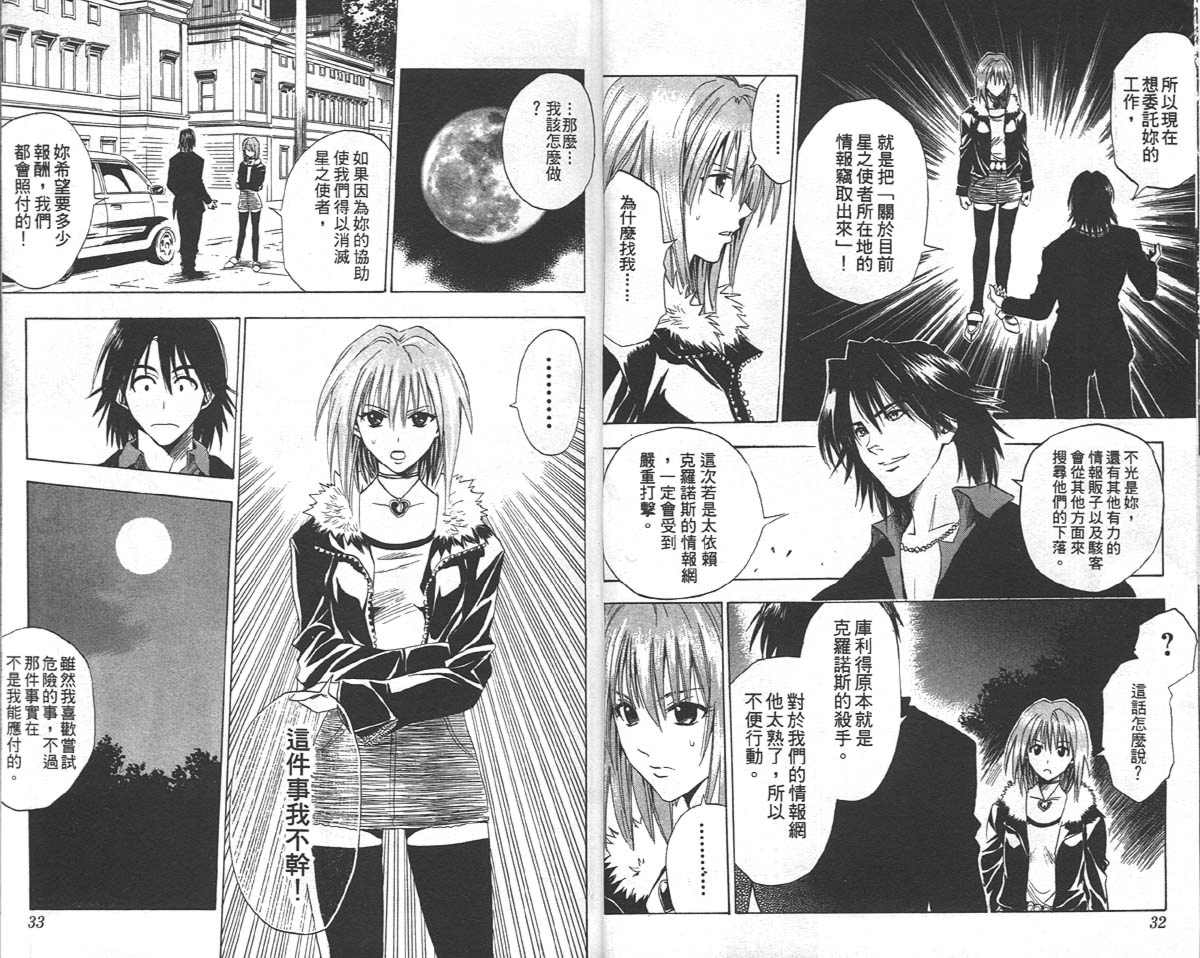 所以現在
想委託妳的
工作，
就是把「關於目前
星之使者所在地的
情報竊取出來」！
………
為什麼找我……
不光是妳，
還有其他有力的
情報販子以及駭客
會從其他方面來
搜尋他們的下落。
這次若是太依賴
克羅諾斯的情報網
，一定會受到
嚴重打擊。
？
這話怎麼說？
庫利得原本就是
克羅諾斯的殺手。
對於我們的情報網
他太熟了，所以
不便行動。
……
32
…那麼…
我該怎麼做
？
如果因為妳的協助
使我們得以消滅
星之使者，
妳希望要多少
報酬，我們
都會照付的！
………
這件事我不幹！
雖然我喜歡嘗試
危險的事，不過
那件事實在
不是我能應付的。
33